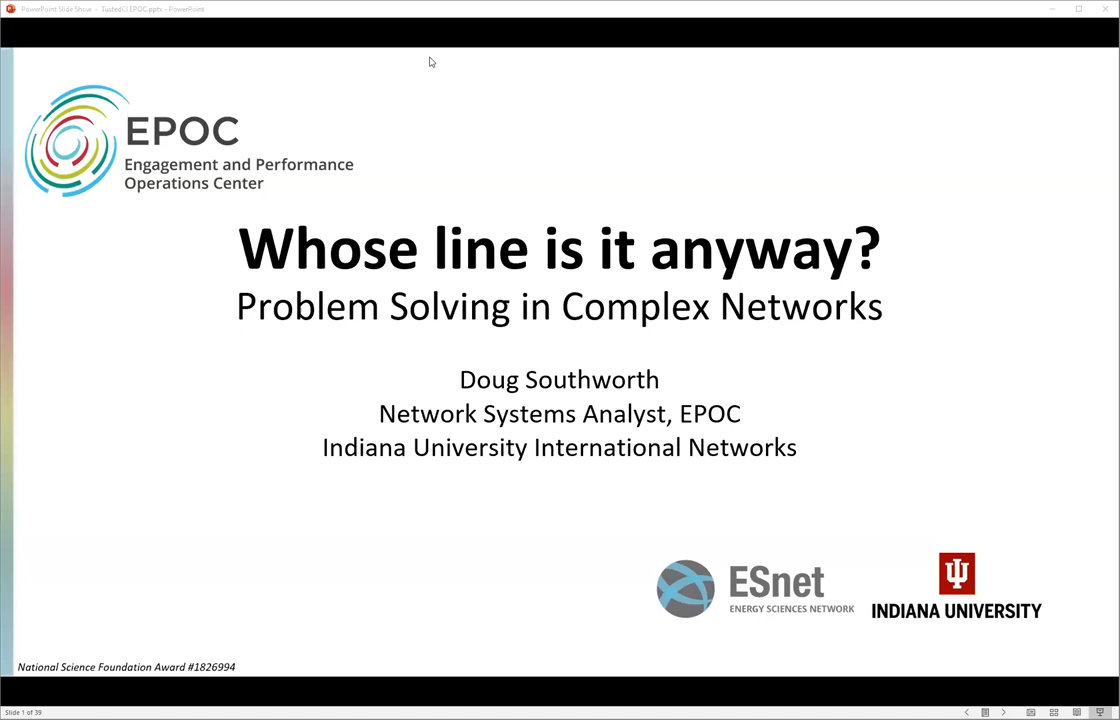 PowerPoint Slide Show - TustedCI EPOC.pptx - PowerPoint
EPOC
Engagement and Performance
Operations Center
Whose line is it anyway?
Problem Solving in Complex Networks
Doug Southworth
Network Systems Analyst, EPOC
Indiana University International Networks
ESnet
ENERGY SCIENCES NETWORK
INDIANA UNIVERSITY
National Science Foundation Award #1826994
Slide 1 of 39